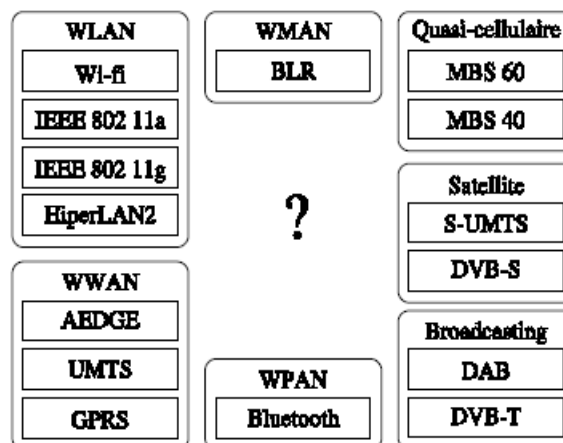 WLAN
Wi-fi
IEEE 802 11a
IEEE 802 11g
HiperLAN2
WWAN
AEDGE
UMTS
GPRS
WMAN
BLR
?
WPAN
Bluetooth
Quasi-cellulaire
MBS 60
MBS 40
Satellite
S-UMTS
DVB-S
Broadcasting
DAB
DVB-T